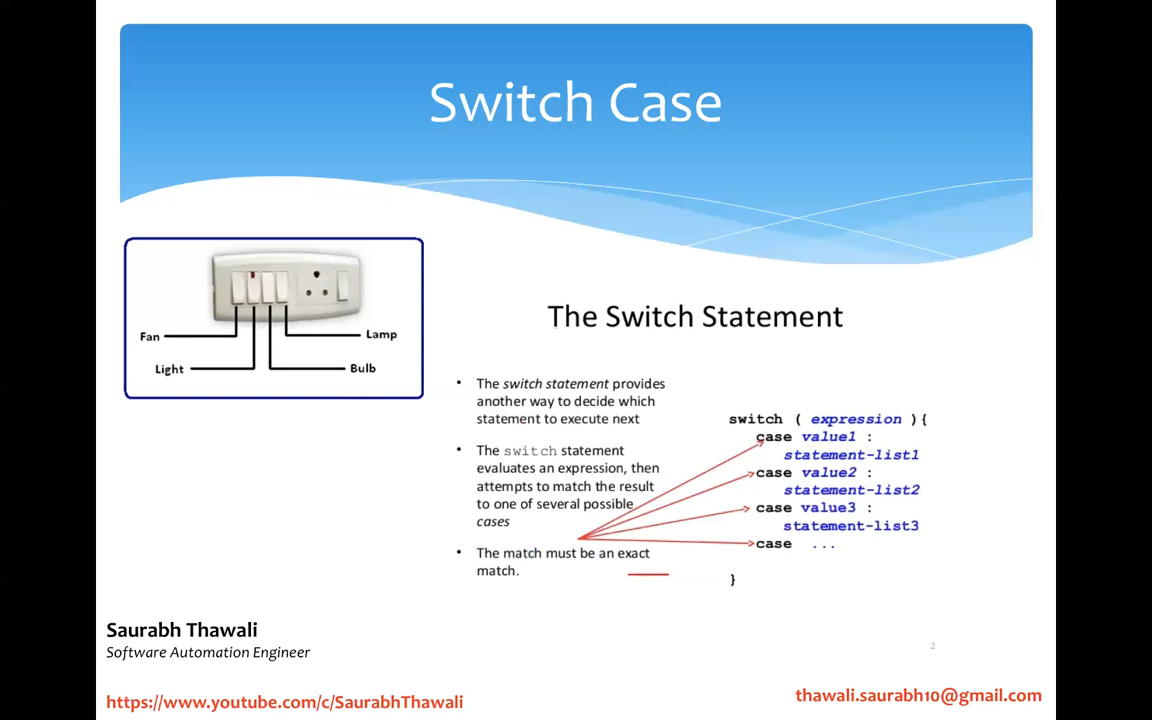 Switch Case
Fan
Lamp
Light
Bulb
The Switch Statement
• The switch statement provides
another way to decide which
statement to execute next
• The switch statement
evaluates an expression, then
attempts to match the result
to one of several possible
cases
• The match must be an exact
match.
switch ( expression ){
case value1 :
statement-list1
case value2 :
statement-list2
case value3 :
statement-list3
case ...
}
Saurabh Thawali
Software Automation Engineer
2
https://www.youtube.com/c/SaurabhThawali
thawali.saurabh10@gmail.com